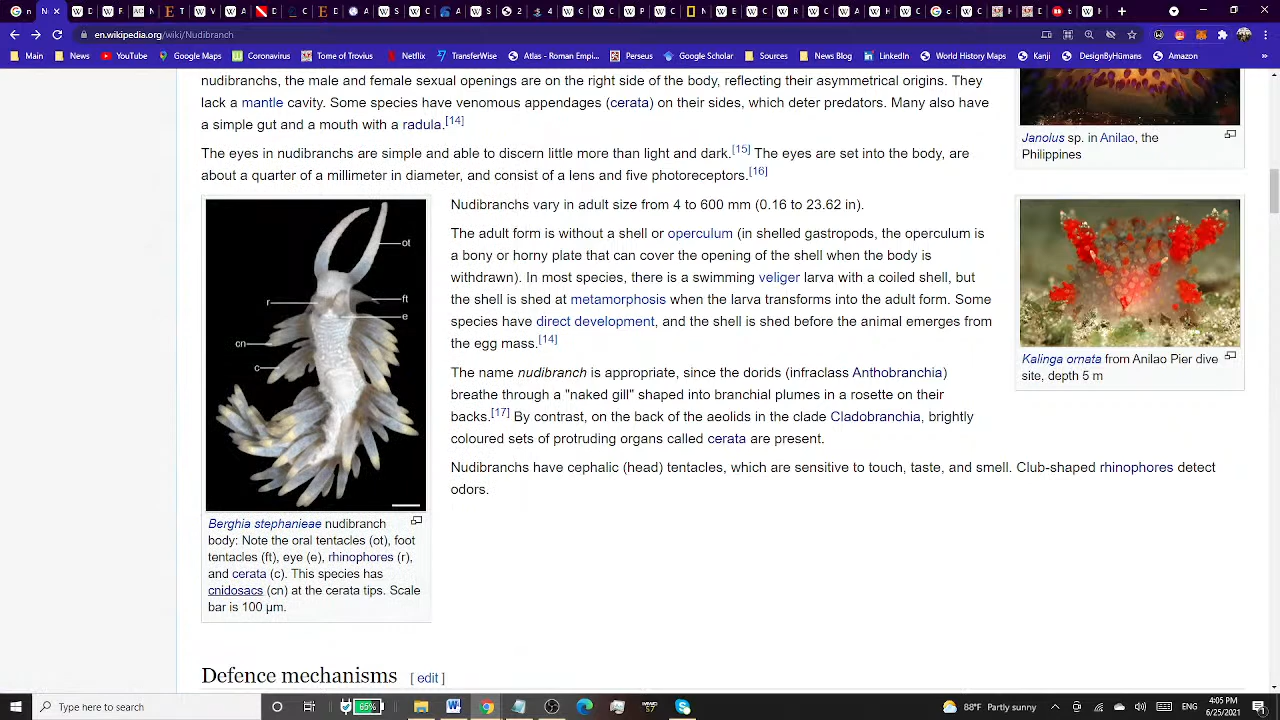 en.wikipedia.org/wiki/Nudibranch
Main News YouTube Google Maps Coronavirus Tome of Trovius Netflix TransferWise Atlas - Roman Empi... Perseus Google Scholar Sources News Blog LinkedIn World History Maps Kanji DesignByHumans Amazon »
nudibranchs, the male and female sexual openings are on the right side of the body, reflecting their asymmetrical origins. They
lack a mantle cavity. Some species have venomous appendages (cerata) on their sides, which deter predators. Many also have
a simple gut and a mouth with a radula.[14]
The eyes in nudibranchs are simple and able to discern little more than light and dark.[15] The eyes are set into the body, are
about a quarter of a millimeter in diameter, and consist of a lens and five photoreceptors.[16]
Janolus sp. in Anilao, the
Philippines
ot
r
ft
e
cn
c
Berghia stephanieae nudibranch
body: Note the oral tentacles (ot), foot
tentacles (ft), eye (e), rhinophores (r),
and cerata (c). This species has
cnidosacs (cn) at the cerata tips. Scale
bar is 100 μm.
Nudibranchs vary in adult size from 4 to 600 mm (0.16 to 23.62 in).
The adult form is without a shell or operculum (in shelled gastropods, the operculum is
a bony or horny plate that can cover the opening of the shell when the body is
withdrawn). In most species, there is a swimming veliger larva with a coiled shell, but
the shell is shed at metamorphosis when the larva transforms into the adult form. Some
species have direct development, and the shell is shed before the animal emerges from
the egg mass.[14]
The name nudibranch is appropriate, since the dorids (infraclass Anthobranchia)
breathe through a "naked gill" shaped into branchial plumes in a rosette on their
backs.[17] By contrast, on the back of the aeolids in the clade Cladobranchia, brightly
coloured sets of protruding organs called cerata are present.
Nudibranchs have cephalic (head) tentacles, which are sensitive to touch, taste, and smell. Club-shaped rhinophores detect
odors.
Kalinga ornata from Anilao Pier dive
site, depth 5 m
Defence mechanisms [ edit ]
Type here to search
65%
88°F Partly sunny
ENG
4:05 PM
6/25/2021